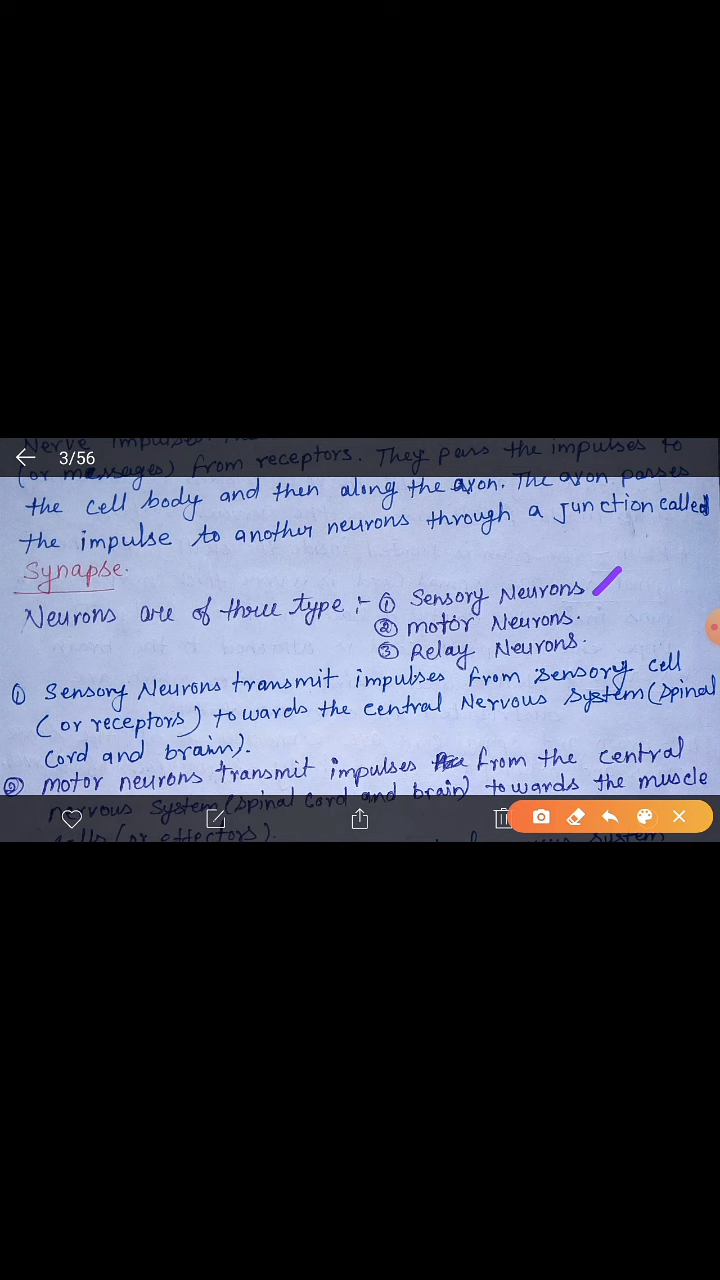 3/56
Nerve impulses
(or messages) from receptors. They pass the impulses to
the cell body and then along the axon. The axon passes
the impulse to another neurons through a junction called
Synapse.
Neurons are of three type :- ① Sensory Neurons
② motor Neurons.
③ Relay Neurons.
① Sensory Neurons transmit impulses from sensory cell
(or receptors) towards the central Nervous System (Spinal
cord and brain).
② motor neurons transmit impulses from the central
nervous system (spinal cord and brain) towards the muscle
cells (or effectors).
system